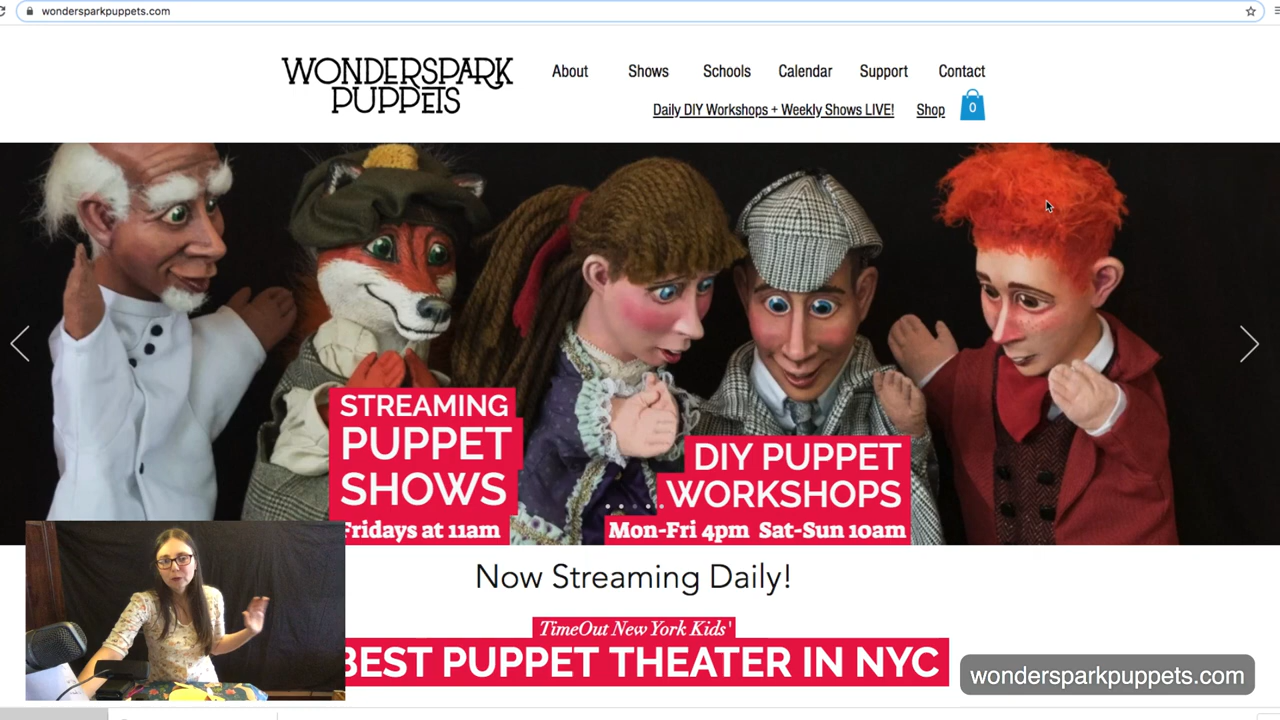 wondersparkpuppets.com
WONDERSPARK
PUPPETS
About Shows Schools Calendar Support Contact
Daily DIY Workshops + Weekly Shows LIVE! Shop 0
STREAMING
PUPPET
SHOWS
Fridays at 11am
DIY PUPPET
WORKSHOPS
Mon-Fri 4pm Sat-Sun 10am
Now Streaming Daily!
TimeOut New York Kids'
BEST PUPPET THEATER IN NYC
wondersparkpuppets.com